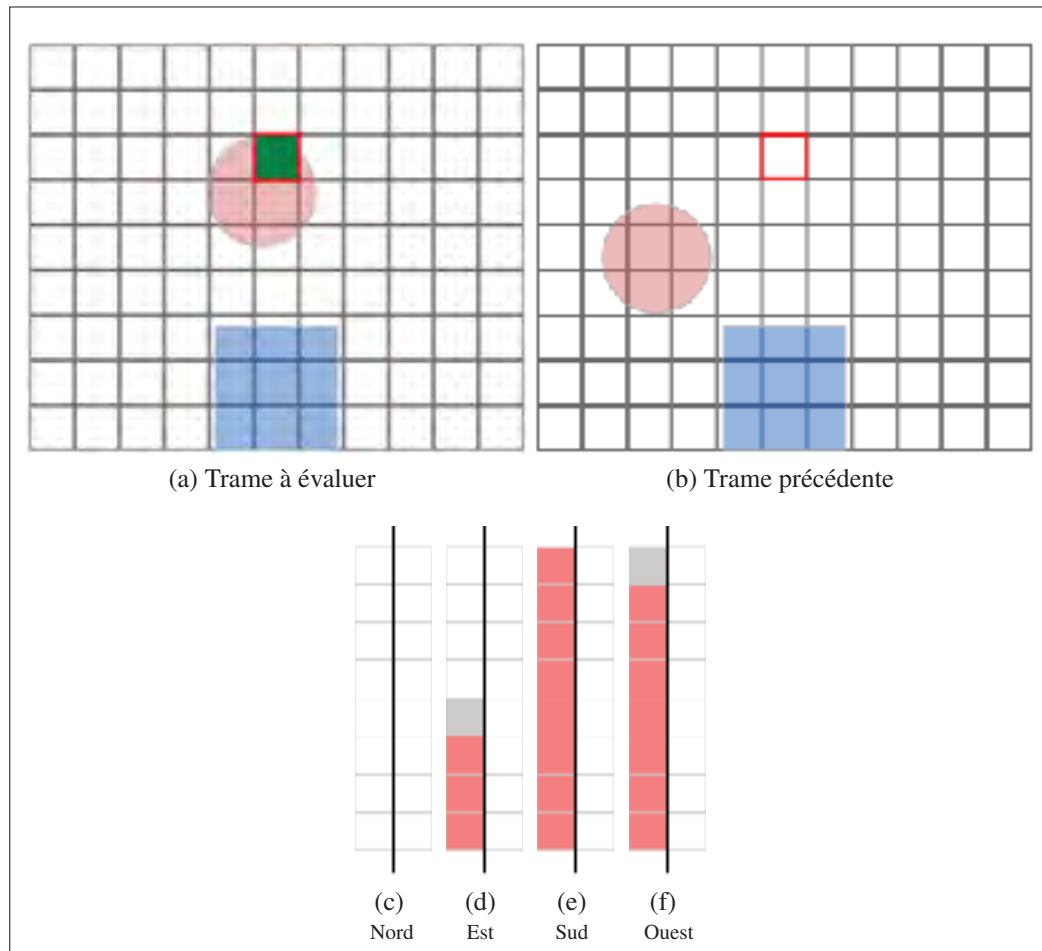 (a) Trame à évaluer
(b) Trame précédente
(c) (d) (e) (f)
Nord Est Sud Ouest